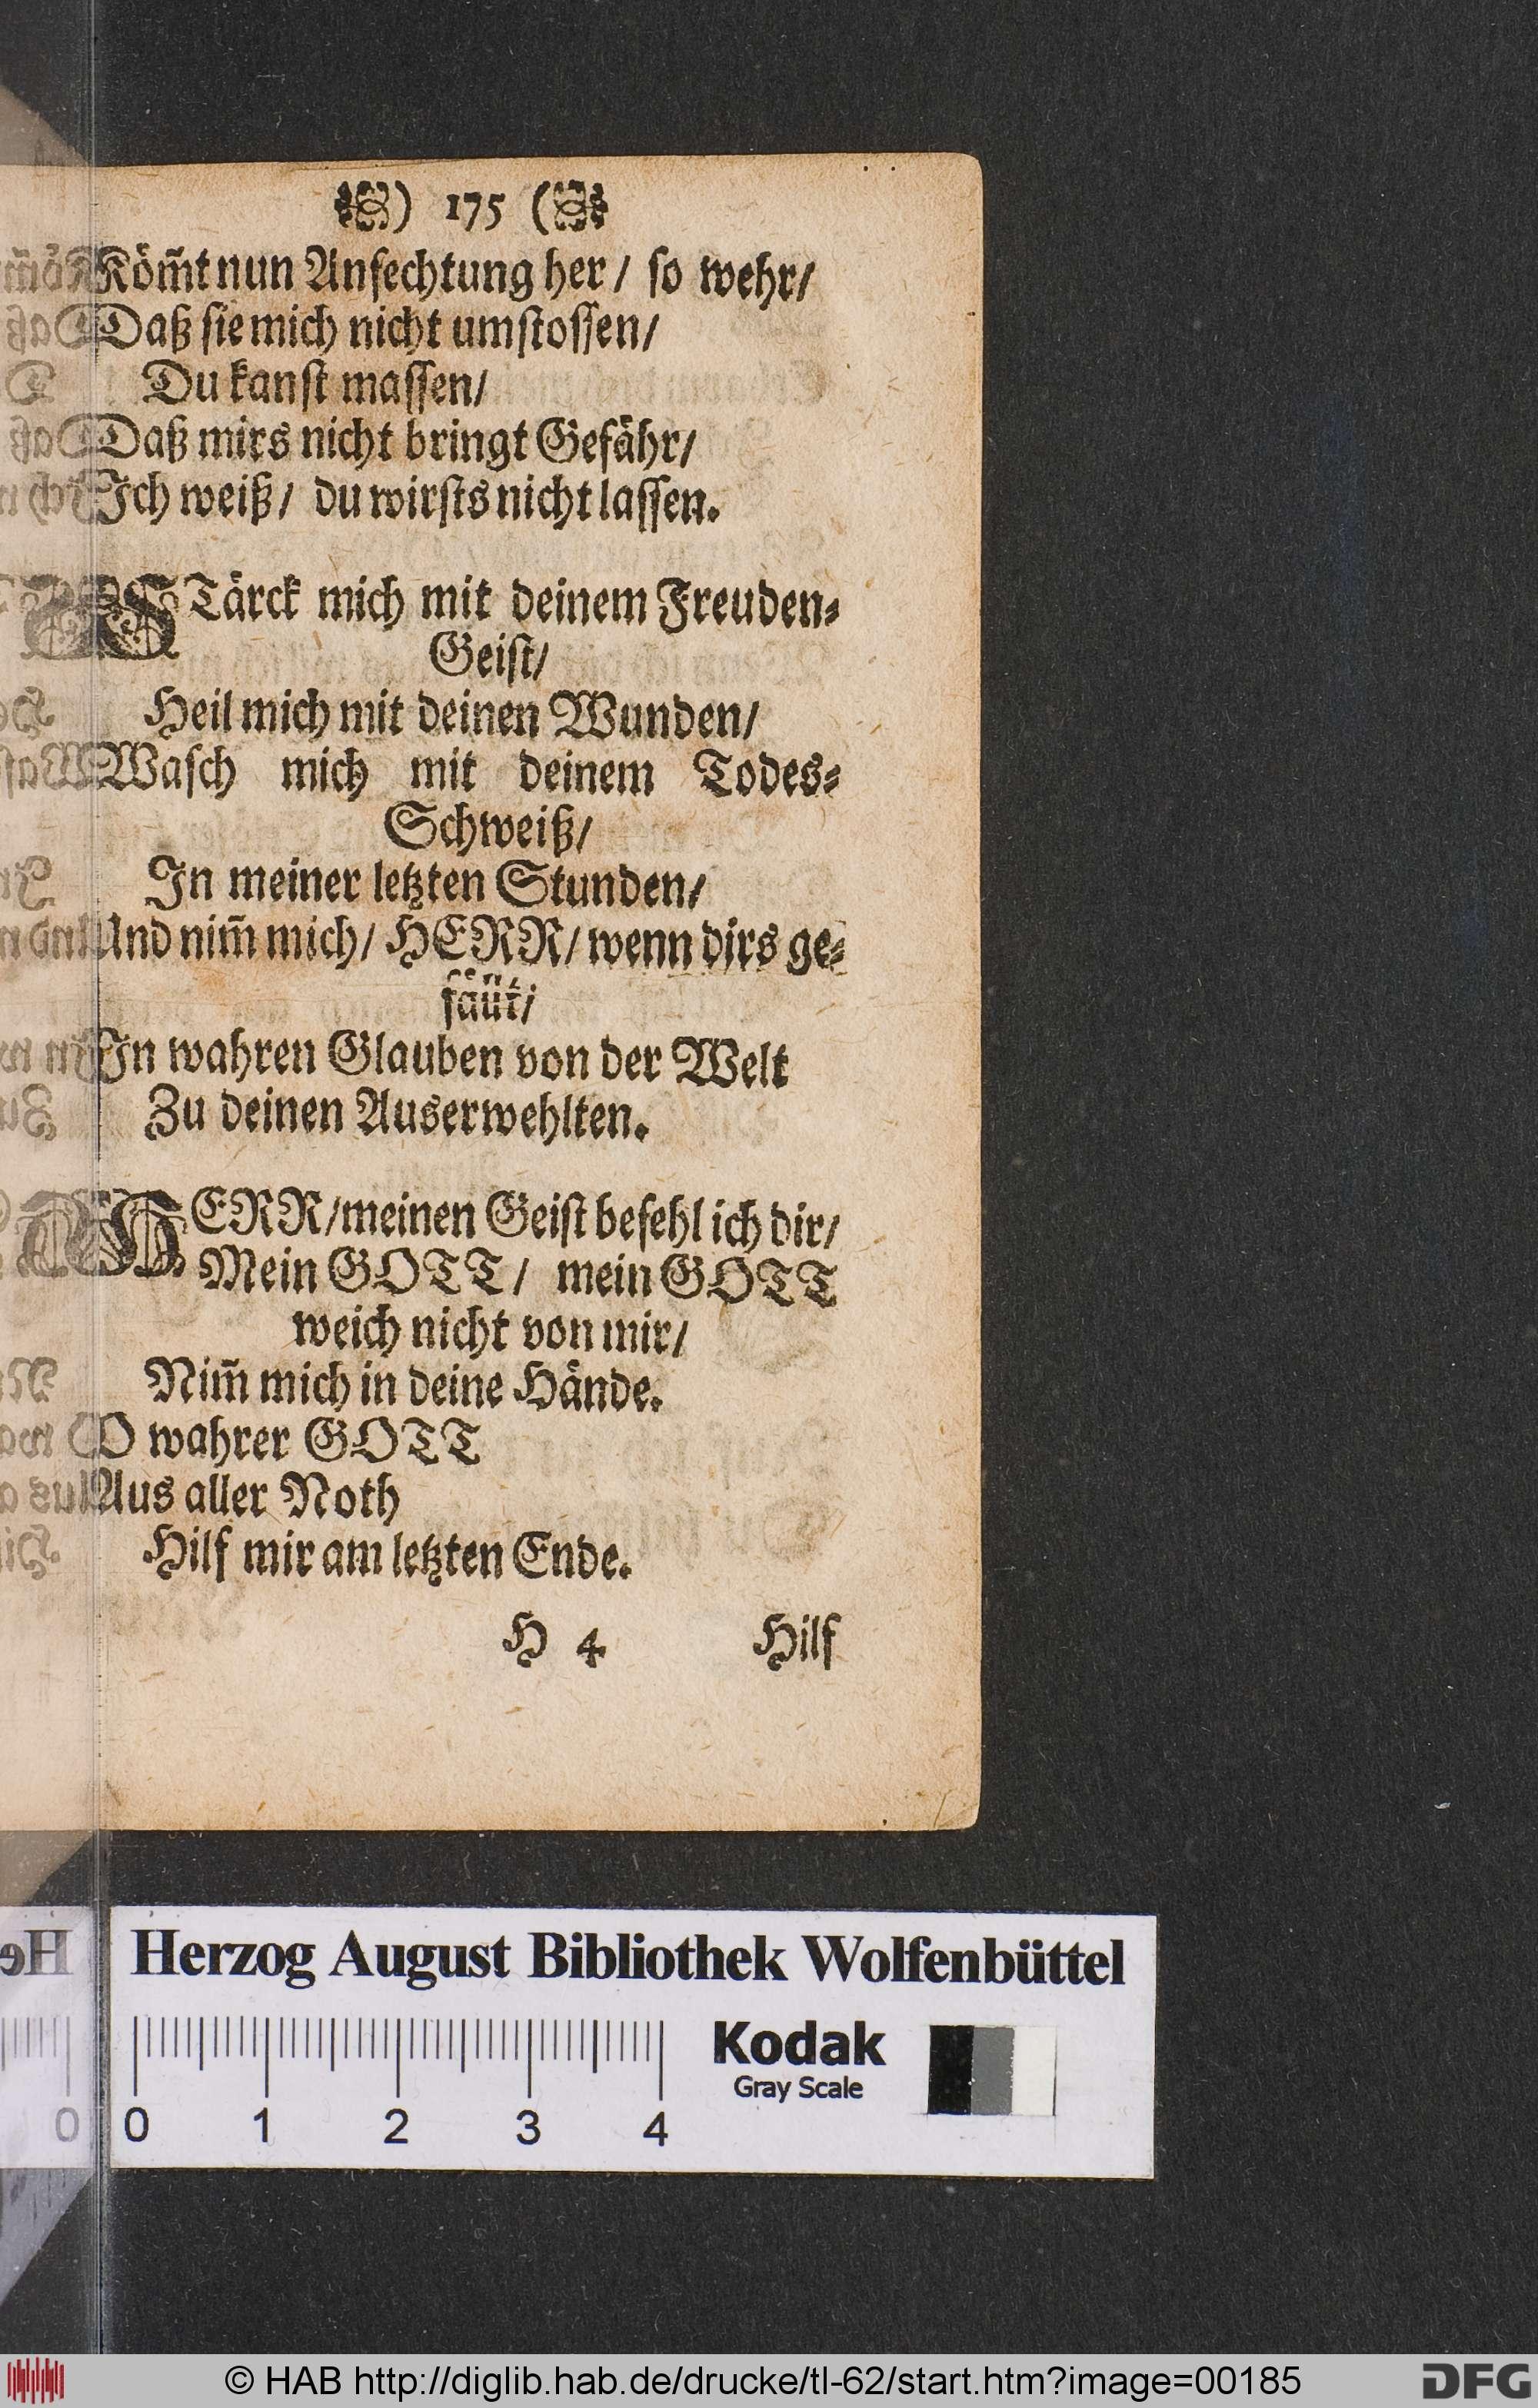 ) 175 (
Köm̃t nun Anfechtung her / so wehr/
Daß sie mich nicht umstossen/
Du kanst massen/
Daß mirs nicht bringt Gefähr/
Ich weiß / du wirsts nicht lassen.
STärck mich mit deinem Freuden-
Geist/
Heil mich mit deinen Wunden/
Wasch mich mit deinem Todes-
Schweiß/
In meiner letzten Stunden/
Und nim̃ mich / HERR / wenn dirs ge-
fällt/
In wahren Glauben von der Welt
Zu deinen Auserwehlten.
HERR/meinen Geist befehl ich dir/
Mein GOTT / mein GOTT
weich nicht von mir/
Nim̃ mich in deine Hände.
O wahrer GOTT
Aus aller Noth
Hilf mir am letzten Ende.
H 4 Hilf
Herzog August Bibliothek Wolfenbüttel
Kodak
Gray Scale
0 1 2 3 4
© HAB http://diglib.hab.de/drucke/tl-62/start.htm?image=00185
DFG